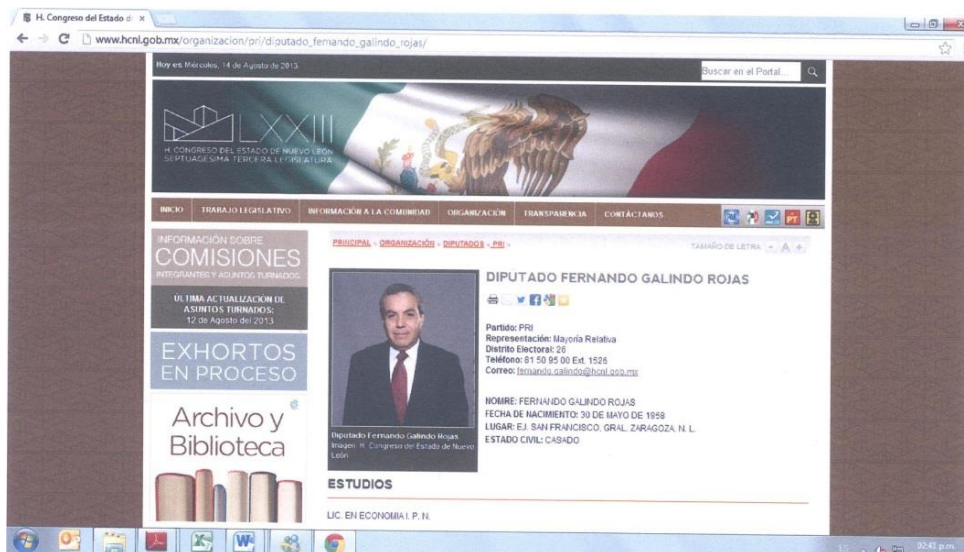 H. Congreso del Estado d
www.hcnl.gob.mx/organizacion/pri/diputado_fernando_galindo_rojas/
Hoy es Miércoles, 14 de Agosto de 2013
Buscar en el Portal...
LXXIII
H. CONGRESO DEL ESTADO DE NUEVO LEÓN
SEPTUAGÉSIMA TERCERA LEGISLATURA
INICIO TRABAJO LEGISLATIVO INFORMACIÓN A LA COMUNIDAD ORGANIZACIÓN TRANSPARENCIA CONTÁCTANOS
PT
INFORMACIÓN SOBRE
COMISIONES
INTEGRANTES Y ASUNTOS TURNADOS
ÚLTIMA ACTUALIZACIÓN DE
ASUNTOS TURNADOS:
12 de Agosto del 2013
EXHORTOS
EN PROCESO
Archivo y
Biblioteca
PRINCIPAL » ORGANIZACIÓN » DIPUTADOS » PRI »
TAMAÑO DE LETRA - A +
DIPUTADO FERNANDO GALINDO ROJAS
Partido: PRI
Representación: Mayoría Relativa
Distrito Electoral: 26
Teléfono: 81 50 95 00 Ext. 1526
Correo: fernando.galindo@hcnl.gob.mx
NOMRE: FERNANDO GALINDO ROJAS
FECHA DE NACIMIENTO: 30 DE MAYO DE 1958
LUGAR: EJ. SAN FRANCISCO, GRAL. ZARAGOZA, N. L.
ESTADO CIVIL: CASADO
Diputado Fernando Galindo Rojas
Imagen: H. Congreso del Estado de Nuevo
León
ESTUDIOS
LIC. EN ECONOMIA I. P. N.
ES
02:41 p.m.